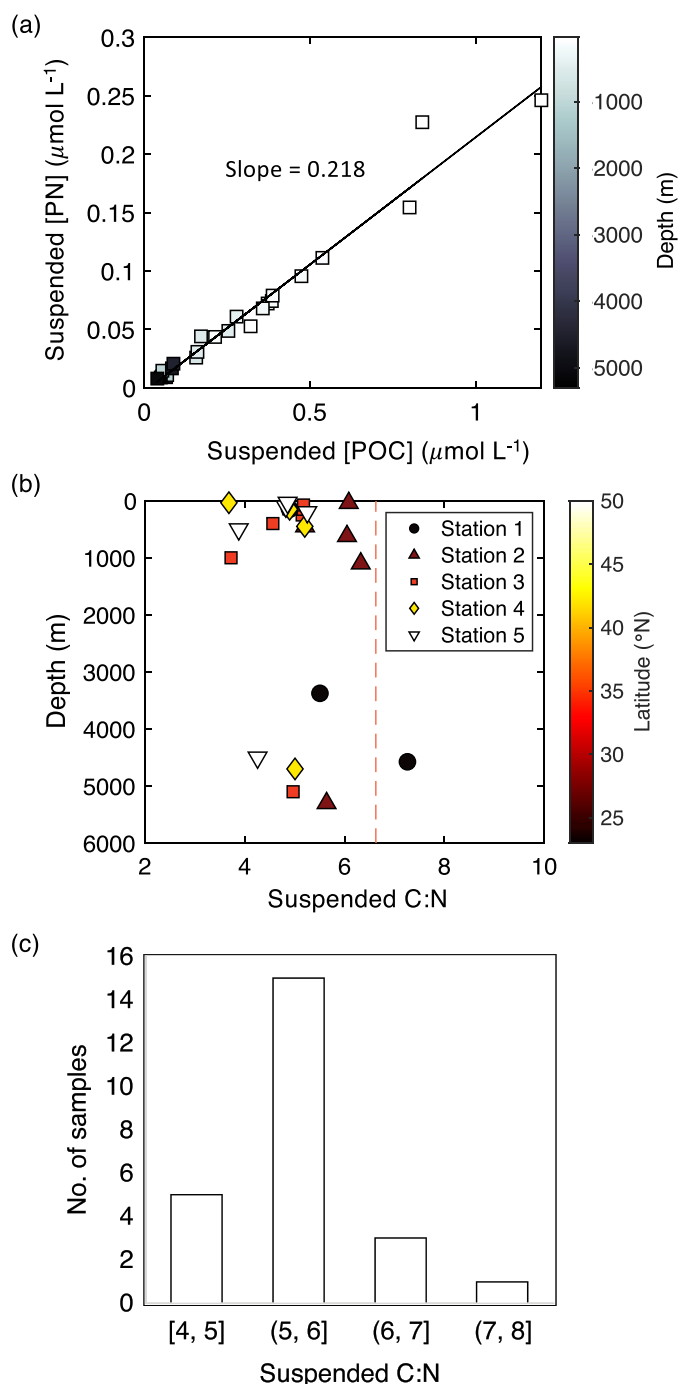 (a)
0.3
0.25
0.2
0.15
0.1
0.05
0
Suspended [PN] (μmol L⁻¹)
Slope = 0.218
0
0.5
1
Suspended [POC] (μmol L⁻¹)
1000
2000
3000
4000
5000
Depth (m)
(b)
0
1000
2000
3000
4000
5000
6000
Depth (m)
Station 1
Station 2
Station 3
Station 4
Station 5
2
4
6
8
10
Suspended C:N
50
45
40
35
30
25
Latitude (°N)
(c)
16
14
12
10
8
6
4
2
0
No. of samples
[4, 5]
(5, 6]
(6, 7]
(7, 8]
Suspended C:N